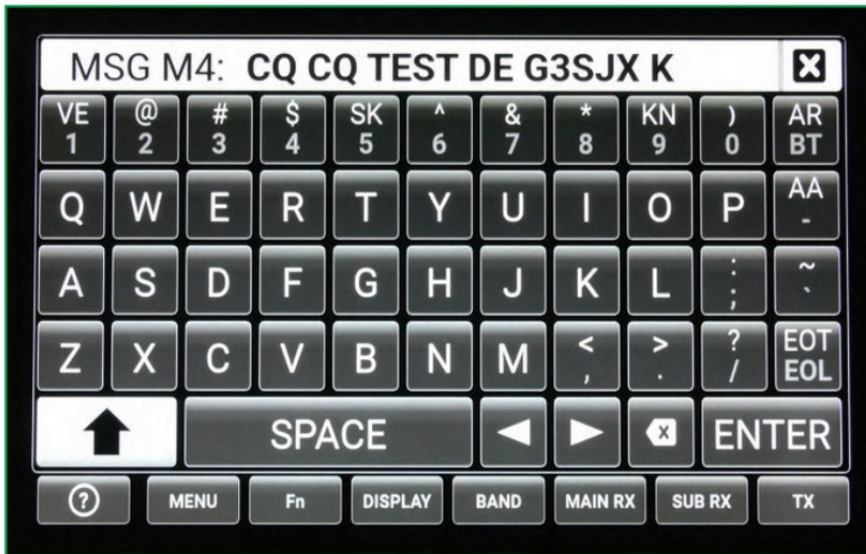 MSG M4: CQ CQ TEST DE G3SJX K X
VE @ # $ SK ^ & * KN ) AR
1 2 3 4 5 6 7 8 9 0 BT
Q W E R T Y U I O P AA -
A S D F G H J K L : ; ~ `
Z X C V B N M < , > . ? / EOT EOL
SPACE X ENTER
? MENU Fn DISPLAY BAND MAIN RX SUB RX TX